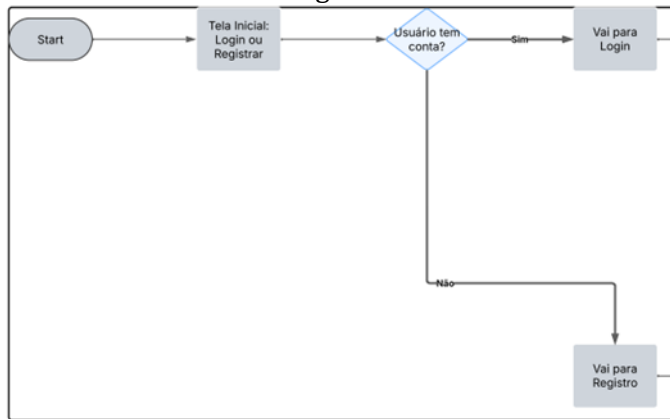 Start
Tela Inicial:
Login ou
Registrar
Usuário tem
conta?
Sim
Vai para
Login
Não
Vai para
Registro